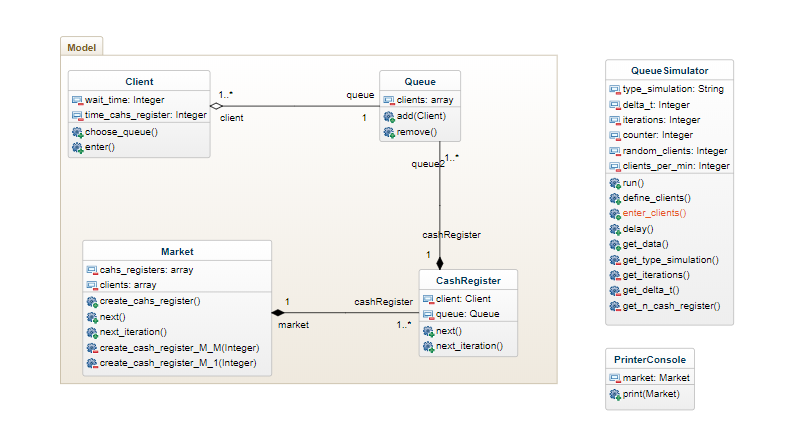 Model
Client
wait_time: Integer
time_cahs_register: Integer
choose_queue()
enter()
1..*
client
queue
1
Queue
clients: array
add(Client)
remove()
queue2
1..*
cashRegister
1
Market
cahs_registers: array
clients: array
create_cahs_register()
next()
next_iteration()
create_cash_register_M_M(Integer)
create_cash_register_M_1(Integer)
1
market
cashRegister
1..*
CashRegister
client: Client
queue: Queue
next()
next_iteration()
QueueSimulator
type_simulation: String
delta_t: Integer
iterations: Integer
counter: Integer
random_clients: Integer
clients_per_min: Integer
run()
define_clients()
enter_clients()
delay()
get_data()
get_type_simulation()
get_iterations()
get_delta_t()
get_n_cash_register()
PrinterConsole
market: Market
print(Market)